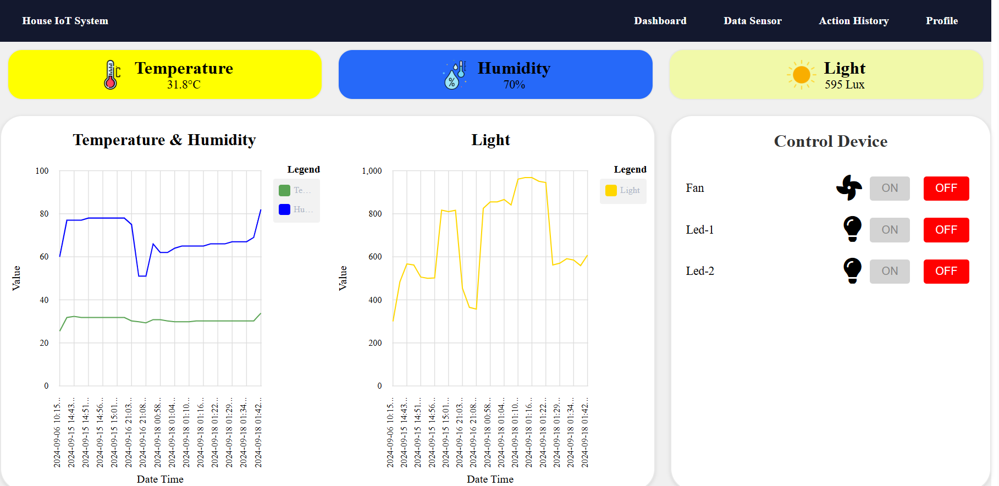 House IoT System
Dashboard
Data Sensor
Action History
Profile
C
Temperature
31.8°C
%
Humidity
70%
Light
595 Lux
Temperature & Humidity
Legend
Te…
Hu…
100
80
60
40
20
0
Value
2024-09-06 10:15…
2024-09-15 14:43…
2024-09-15 14:51…
2024-09-15 14:56…
2024-09-15 15:01…
2024-09-16 21:03…
2024-09-16 21:08…
2024-09-18 00:58…
2024-09-18 01:04…
2024-09-18 01:10…
2024-09-18 01:16…
2024-09-18 01:22…
2024-09-18 01:29…
2024-09-18 01:34…
2024-09-18 01:42…
Date Time
Light
Legend
Light
1,000
800
600
400
200
0
Value
2024-09-06 10:15…
2024-09-15 14:43…
2024-09-15 14:51…
2024-09-15 14:56…
2024-09-15 15:01…
2024-09-16 21:03…
2024-09-16 21:08…
2024-09-18 00:58…
2024-09-18 01:04…
2024-09-18 01:10…
2024-09-18 01:16…
2024-09-18 01:22…
2024-09-18 01:29…
2024-09-18 01:34…
2024-09-18 01:42…
Date Time
Control Device
Fan
ON
OFF
Led-1
ON
OFF
Led-2
ON
OFF